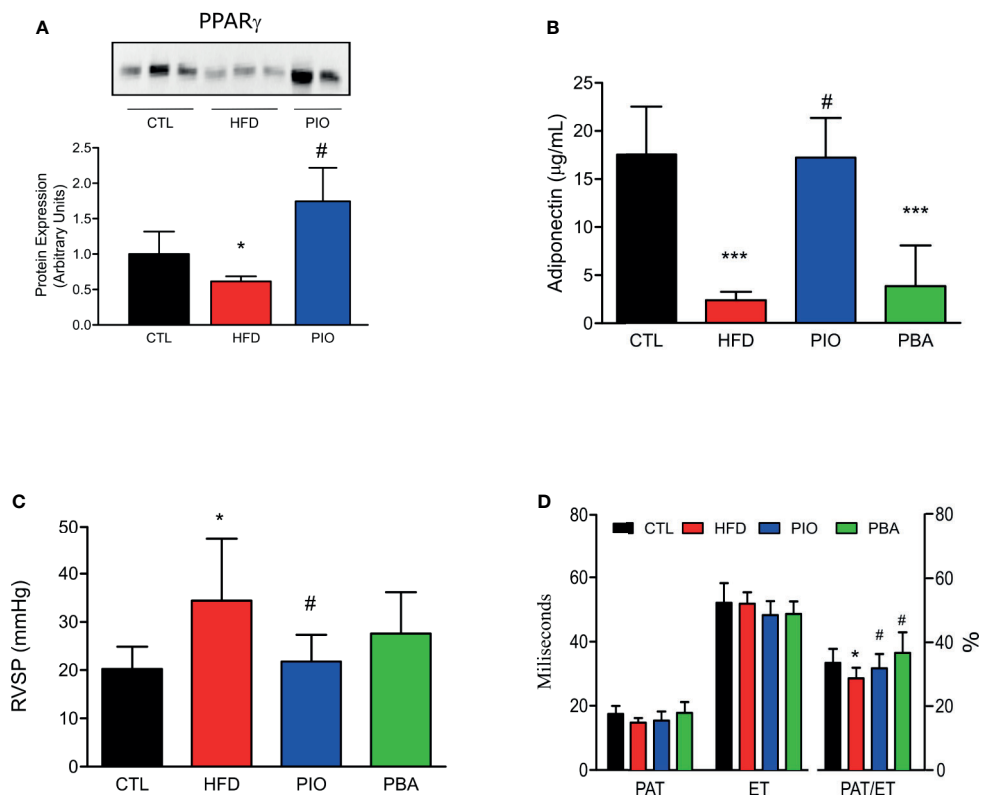 A
PPARγ
CTL HFD PIO
Protein Expression
(Arbitrary Units)
2.5
2.0
1.5
1.0
0.5
0.0
*
#
CTL HFD PIO
B
Adiponectin (µg/mL)
25
20
15
10
5
0
***
#
***
CTL HFD PIO PBA
C
RVSP (mmHg)
50
40
30
20
10
0
*
#
CTL HFD PIO PBA
D
CTL HFD PIO PBA
Miliseconds
80
60
40
20
0
*
#
#
80
60
40
20
0
%
PAT ET PAT/ET